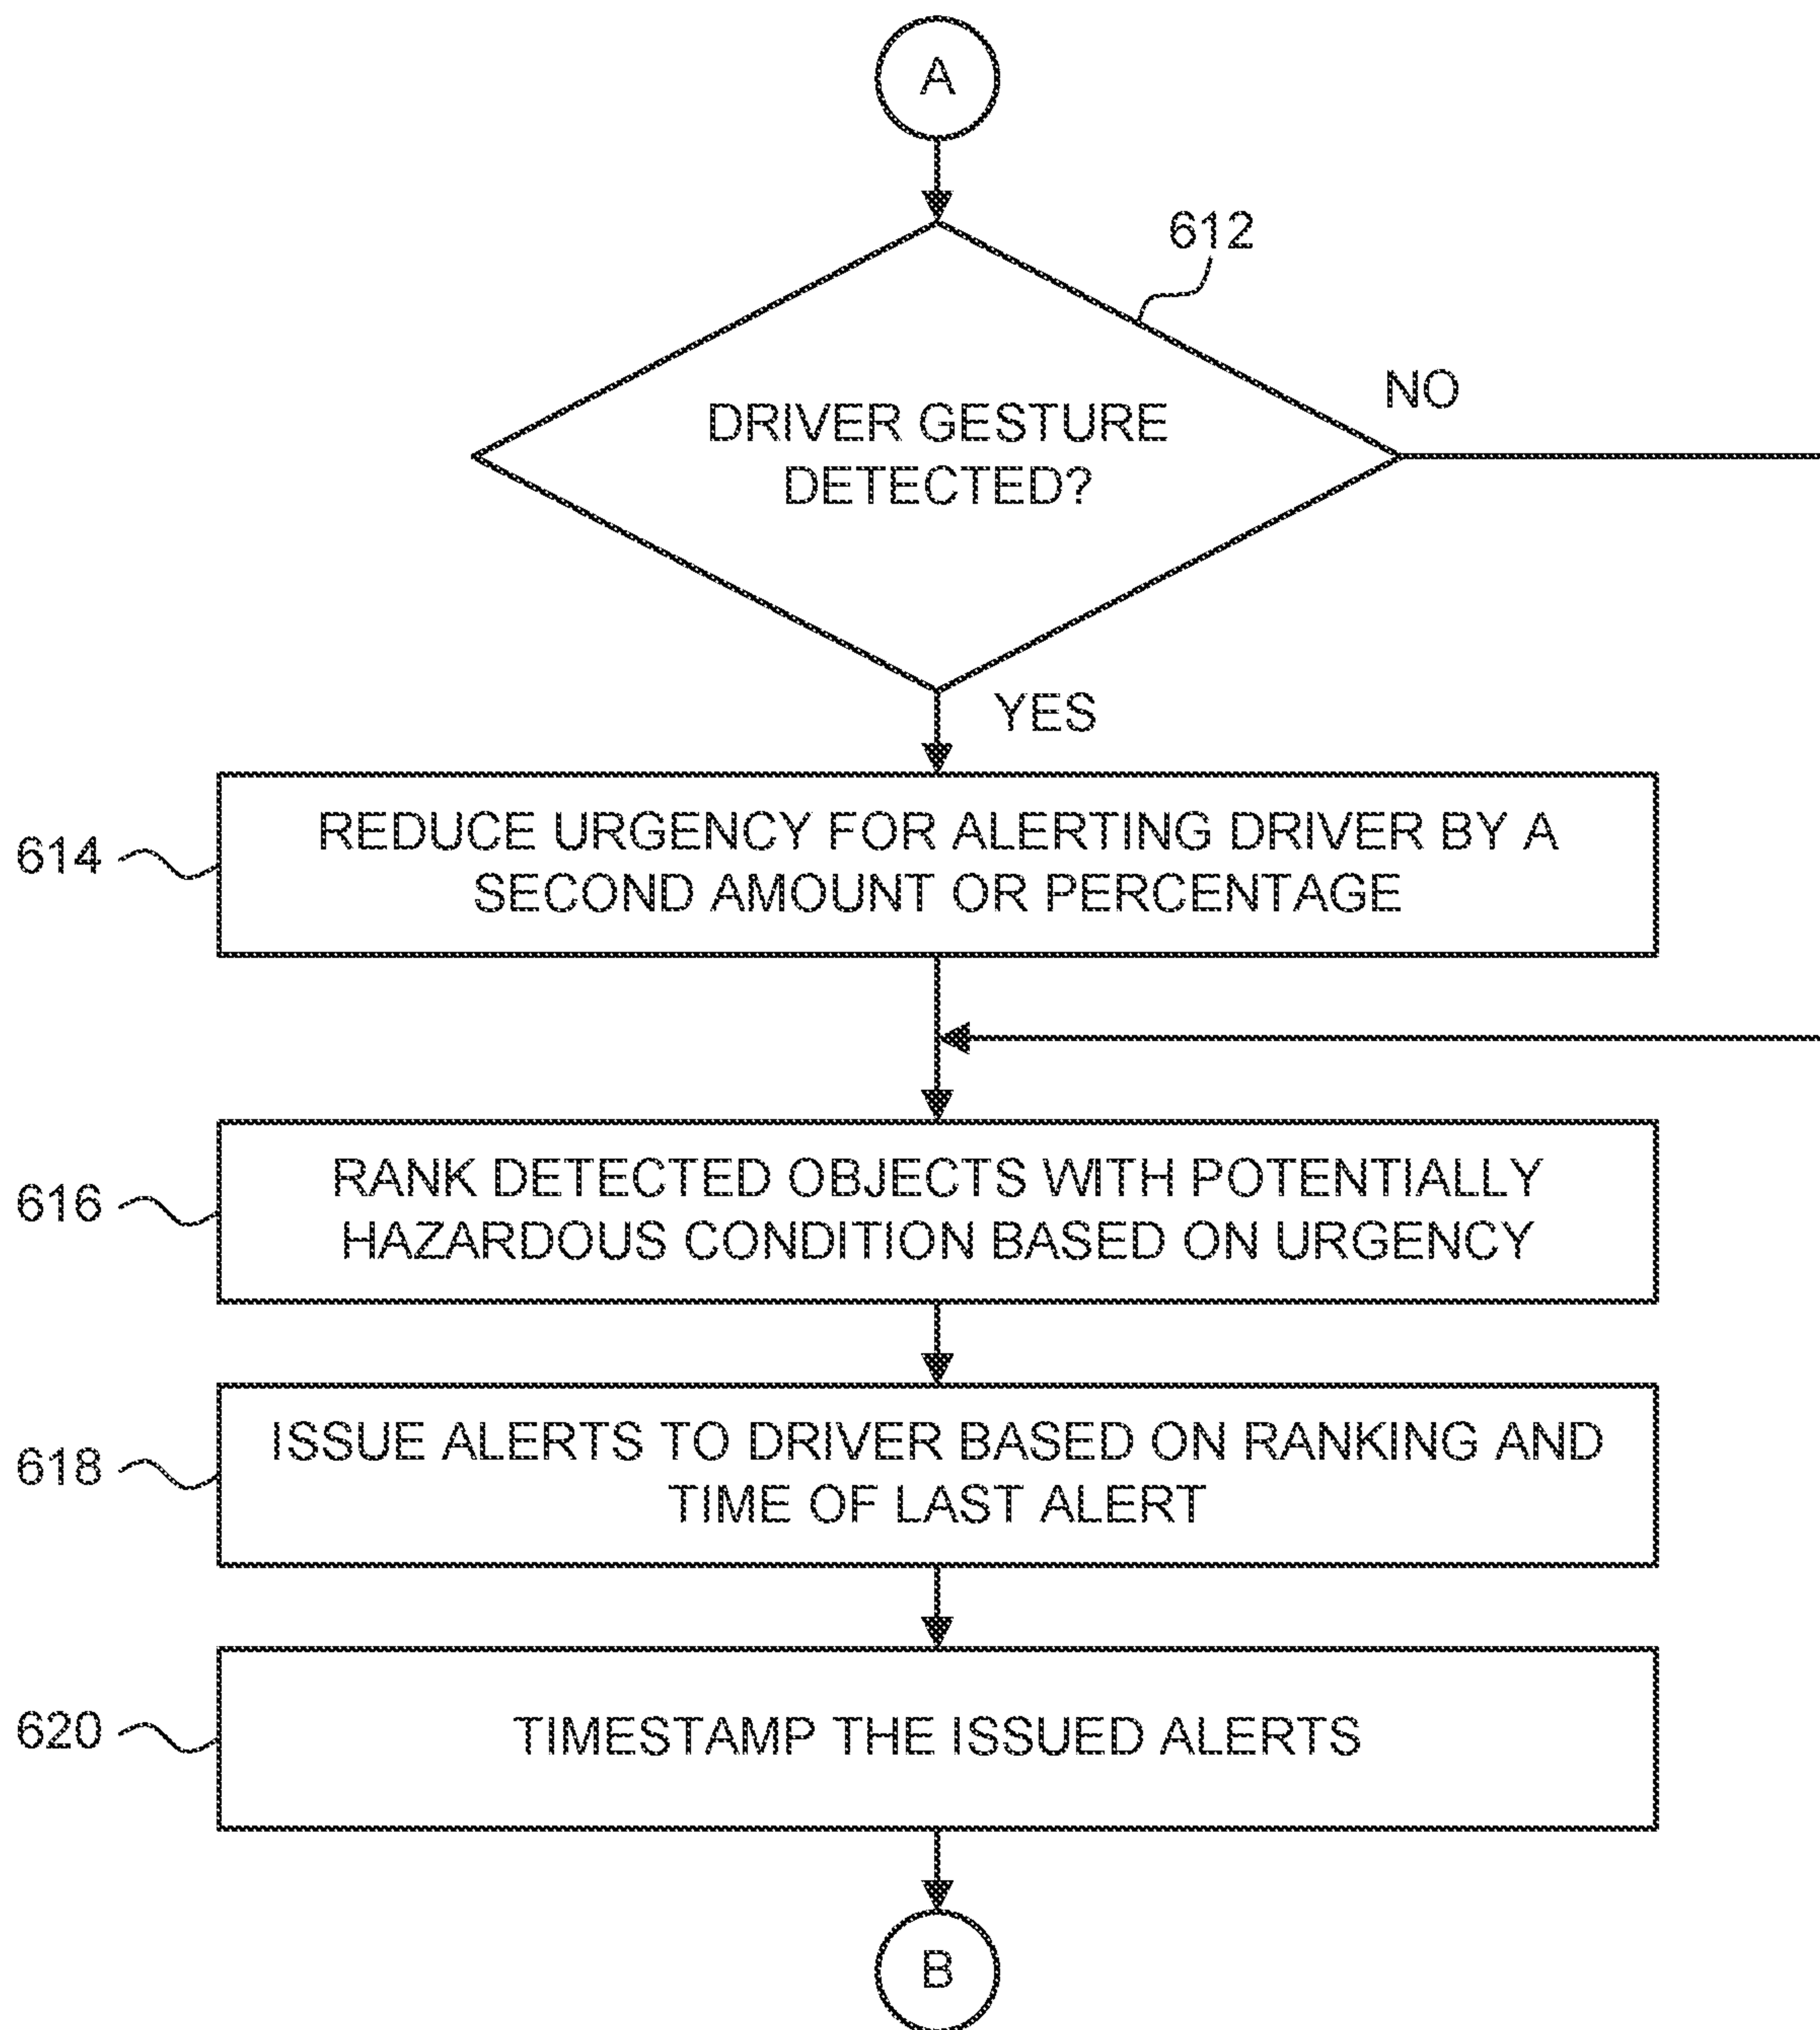 A
612
DRIVER GESTURE
DETECTED?
NO
YES
614
REDUCE URGENCY FOR ALERTING DRIVER BY A
SECOND AMOUNT OR PERCENTAGE
616
RANK DETECTED OBJECTS WITH POTENTIALLY
HAZARDOUS CONDITION BASED ON URGENCY
618
ISSUE ALERTS TO DRIVER BASED ON RANKING AND
TIME OF LAST ALERT
620
TIMESTAMP THE ISSUED ALERTS
B